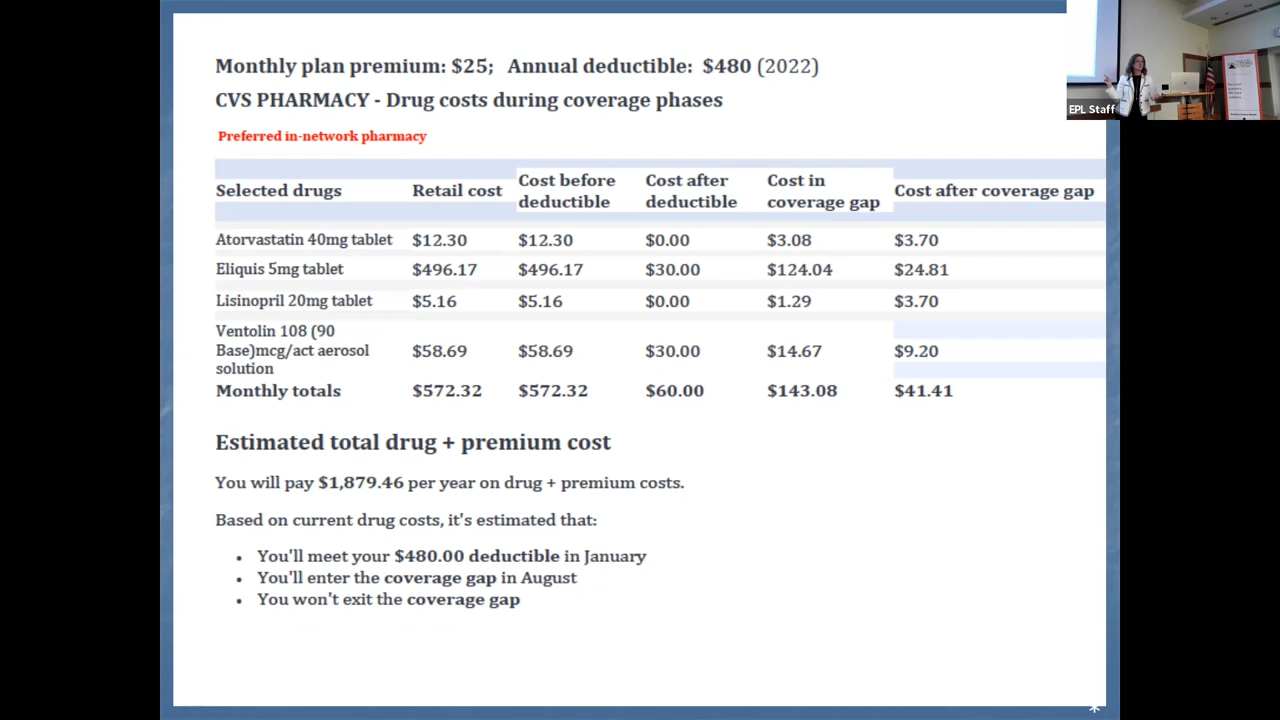 Monthly plan premium: $25; Annual deductible: $480 (2022)
CVS PHARMACY - Drug costs during coverage phases
Preferred in-network pharmacy
EPL Staff
Selected drugs Retail cost Cost before deductible Cost after deductible Cost in coverage gap Cost after coverage gap
Atorvastatin 40mg tablet $12.30 $12.30 $0.00 $3.08 $3.70
Eliquis 5mg tablet $496.17 $496.17 $30.00 $124.04 $24.81
Lisinopril 20mg tablet $5.16 $5.16 $0.00 $1.29 $3.70
Ventolin 108 (90
Base)mcg/act aerosol $58.69 $58.69 $30.00 $14.67 $9.20
solution
Monthly totals $572.32 $572.32 $60.00 $143.08 $41.41
Estimated total drug + premium cost
You will pay $1,879.46 per year on drug + premium costs.
Based on current drug costs, it's estimated that:
• You'll meet your $480.00 deductible in January
• You'll enter the coverage gap in August
• You won't exit the coverage gap
*